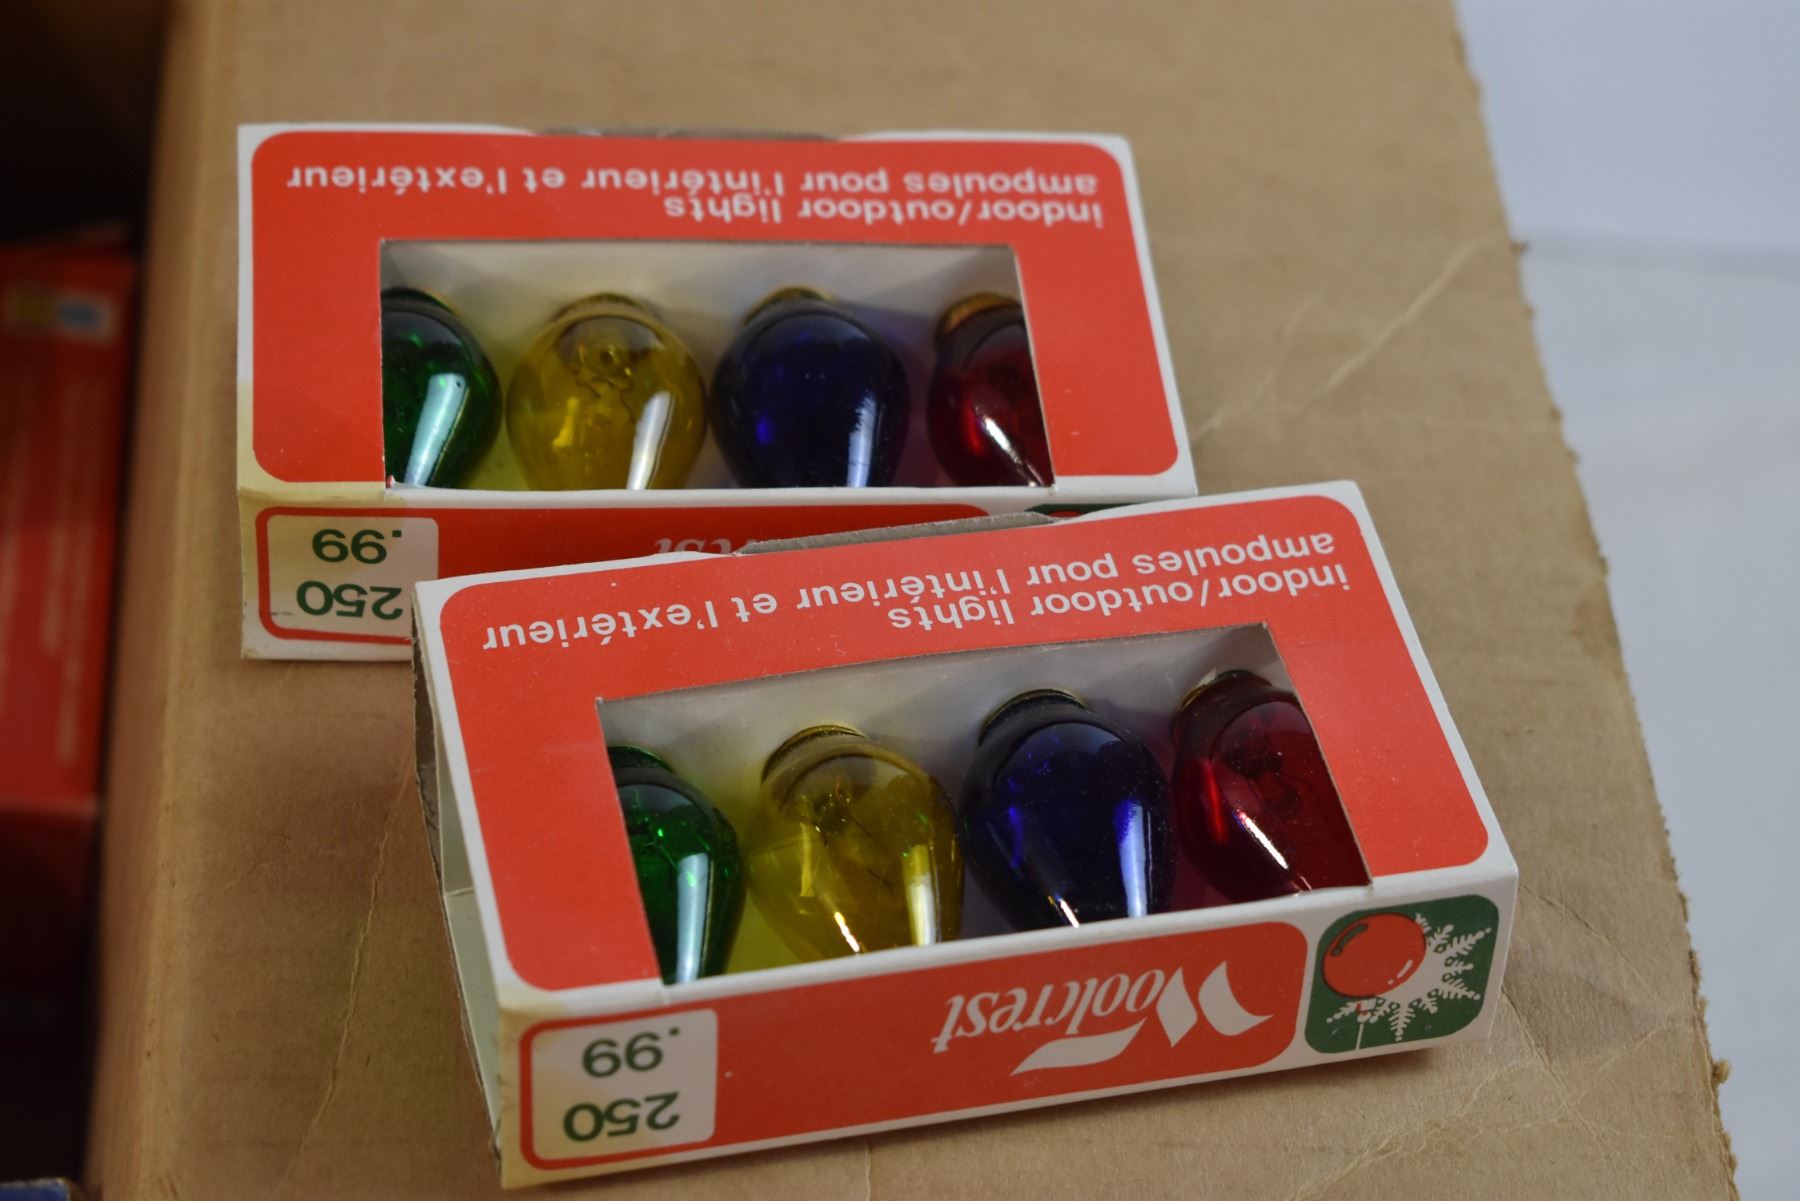 indoor/outdoor lights
ampoules pour l'intérieur et l'extérieur
250
.99
indoor/outdoor lights
ampoules pour l'intérieur et l'extérieur
Woolcrest
250
.99